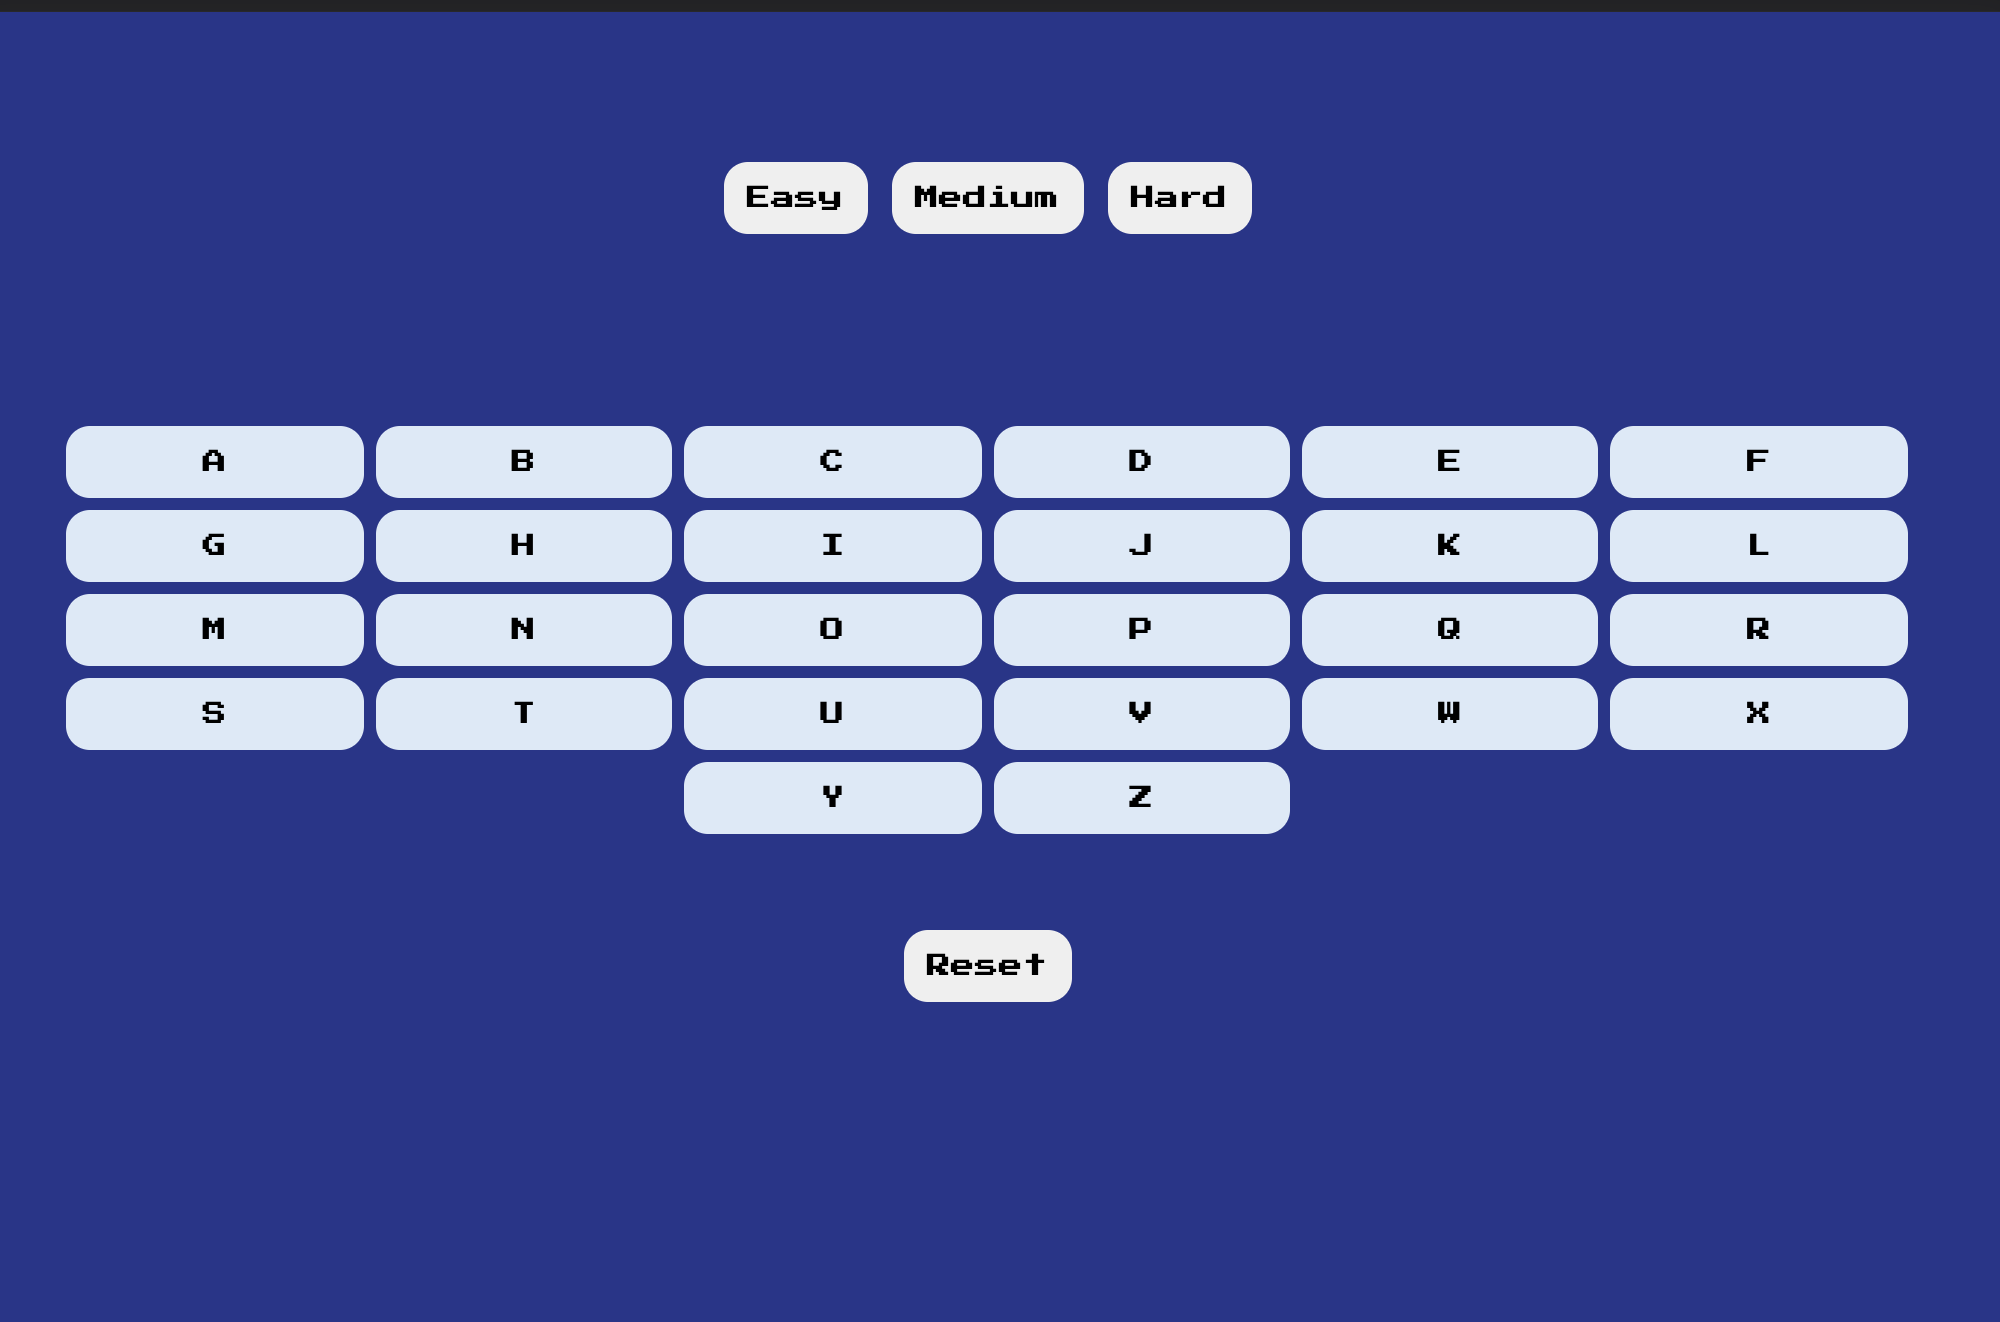 Easy Medium Hard
A B C D E F
G H I J K L
M N O P Q R
S T U V W X
Y Z
Reset